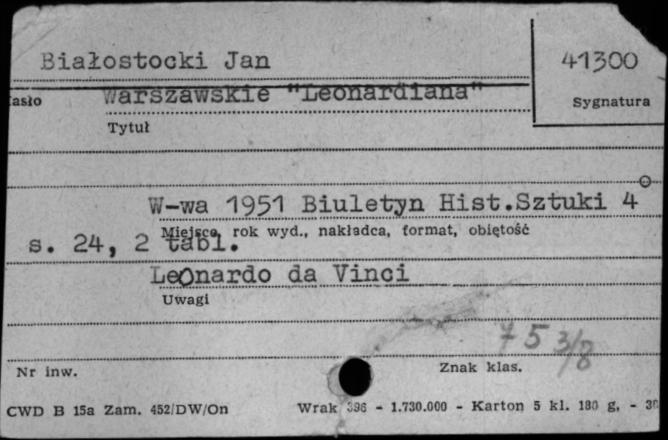 Białostocki Jan
41300
Warszawskie "Leonardiana"
Sygnatura
Tytuł
W-wa 1951 Biuletyn Hist.Sztuki 4°
Miejsce, rok wyd., nakładca, format, objętość
s. 24, 2 tabl.
Leonardo da Vinci
Uwagi
75 3/8
Nr inw.
Znak klas.
CWD B 15a Zam. 452/DW/On
Wrak 396 - 1.730.000 - Karton 5 kl. 180 g. -